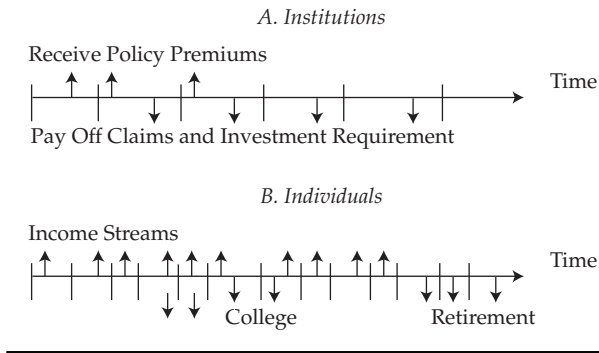 A. Institutions
Receive Policy Premiums
Time
Pay Off Claims and Investment Requirement
B. Individuals
Income Streams
Time
College
Retirement